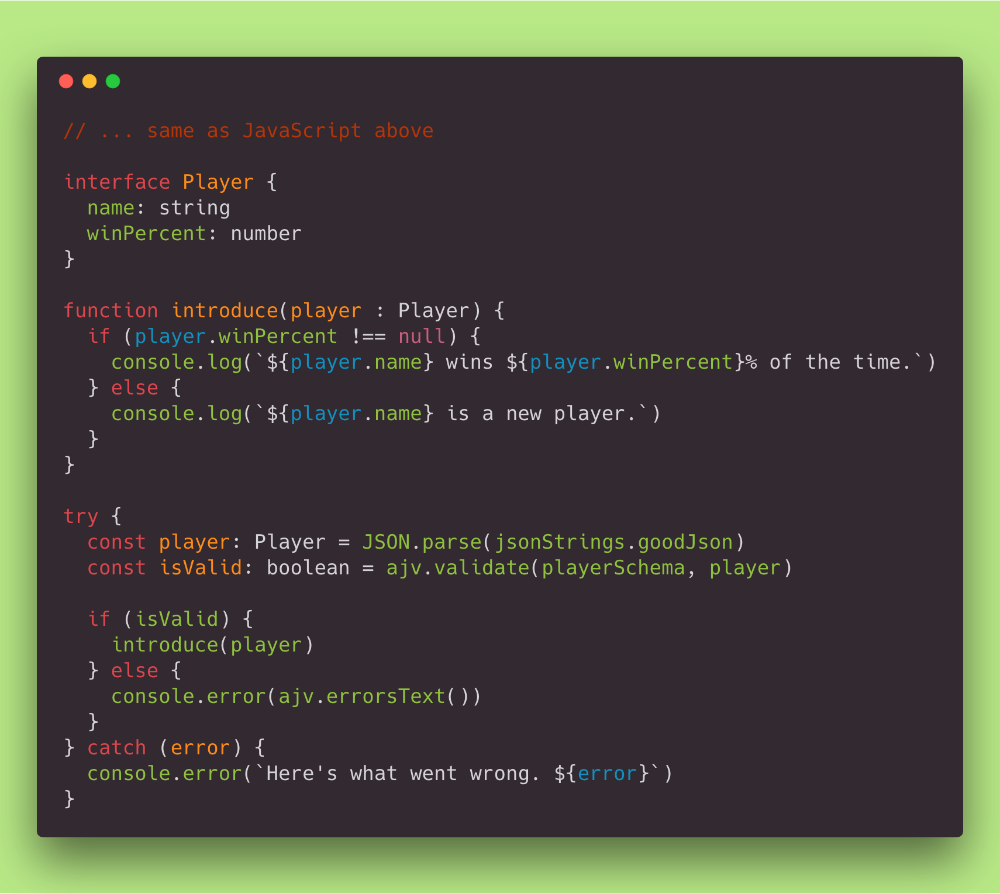 // ... same as JavaScript above
interface Player {
  name: string
  winPercent: number
}
function introduce(player : Player) {
  if (player.winPercent !== null) {
    console.log(`${player.name} wins ${player.winPercent}% of the time.`)
  } else {
    console.log(`${player.name} is a new player.`)
  }
}
try {
  const player: Player = JSON.parse(jsonStrings.goodJson)
  const isValid: boolean = ajv.validate(playerSchema, player)
  if (isValid) {
    introduce(player)
  } else {
    console.error(ajv.errorsText())
  }
} catch (error) {
  console.error(`Here's what went wrong. ${error}`)
}